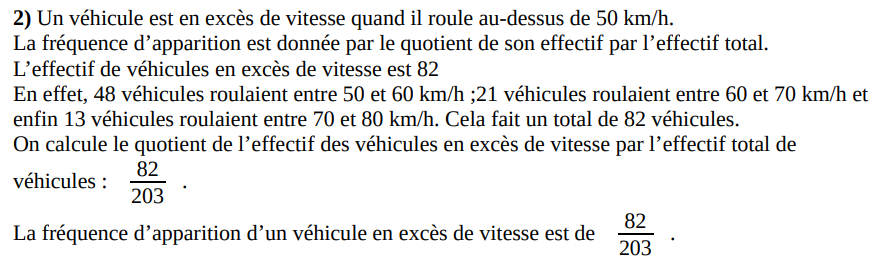 2) Un véhicule est en excès de vitesse quand il roule au-dessus de 50 km/h.
La fréquence d’apparition est donnée par le quotient de son effectif par l’effectif total.
L’effectif de véhicules en excès de vitesse est 82
En effet, 48 véhicules roulaient entre 50 et 60 km/h ;21 véhicules roulaient entre 60 et 70 km/h et
enfin 13 véhicules roulaient entre 70 et 80 km/h. Cela fait un total de 82 véhicules.
On calcule le quotient de l’effectif des véhicules en excès de vitesse par l’effectif total de
véhicules : 82/203 .
La fréquence d’apparition d’un véhicule en excès de vitesse est de 82/203 .